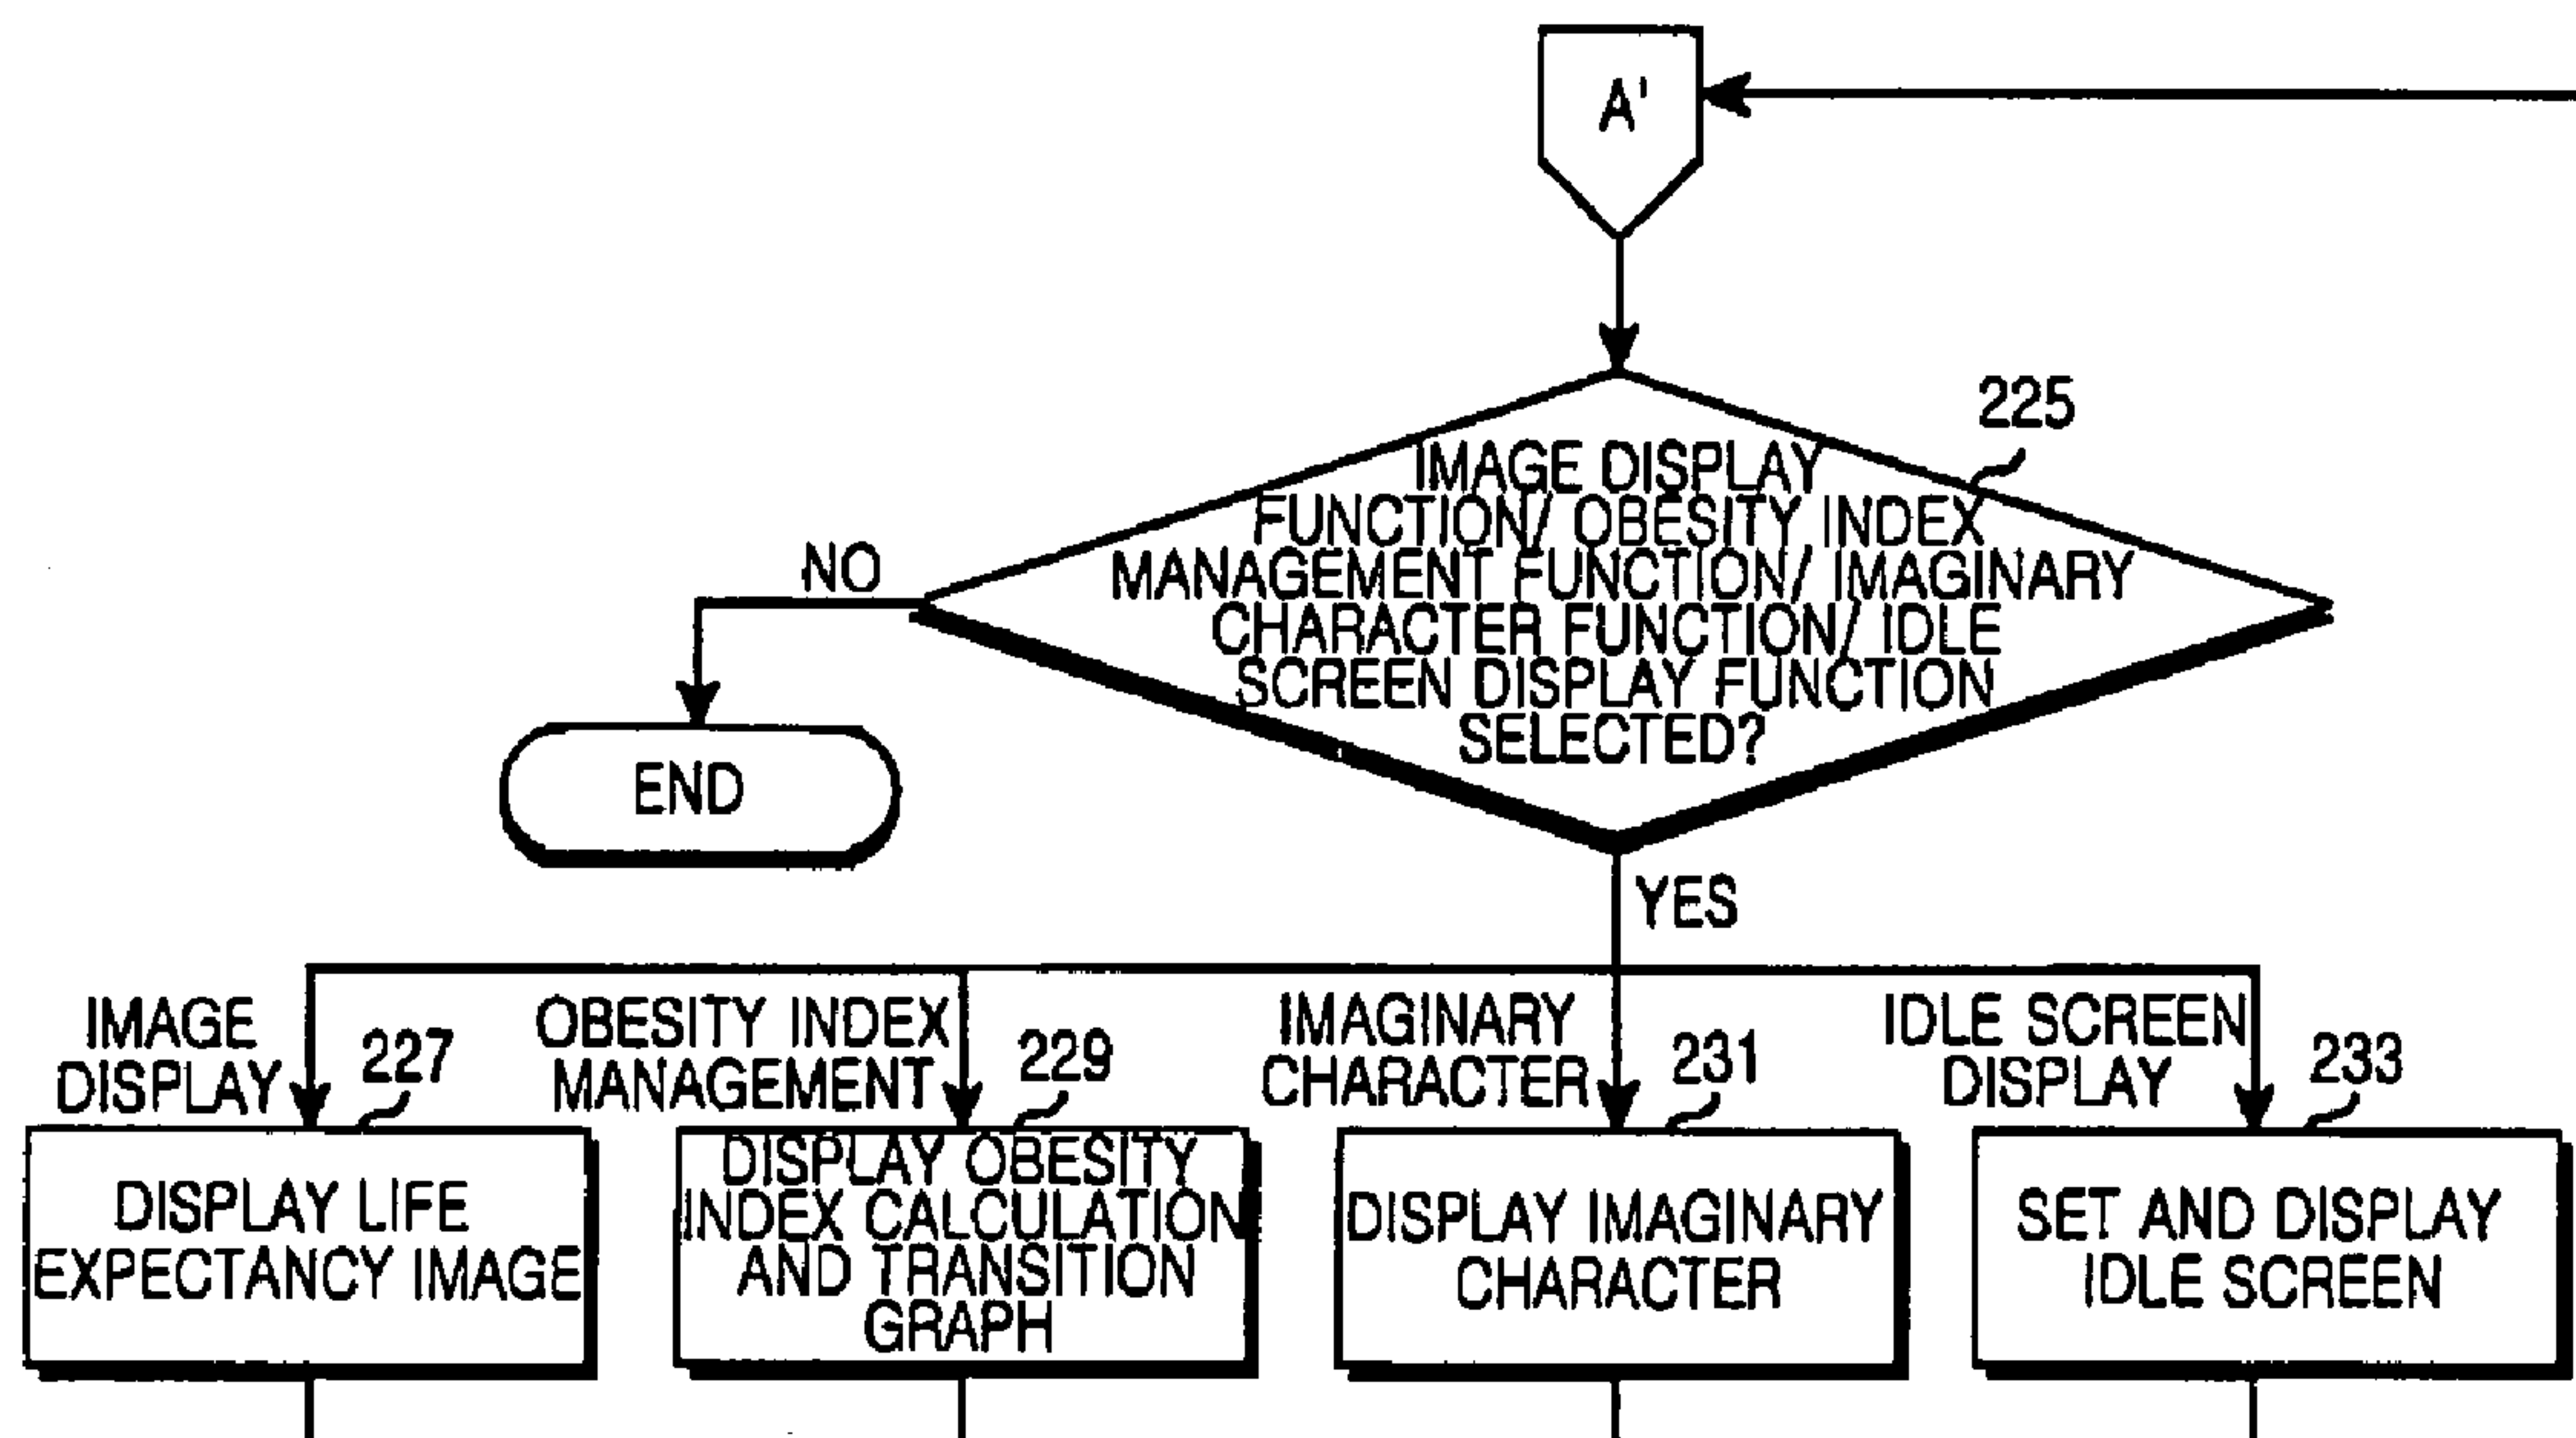 A'
225
IMAGE DISPLAY
FUNCTION/ OBESITY INDEX
MANAGEMENT FUNCTION/ IMAGINARY
CHARACTER FUNCTION/ IDLE
SCREEN DISPLAY FUNCTION
SELECTED?
NO
END
YES
IMAGE
DISPLAY
227
OBESITY INDEX
MANAGEMENT
229
IMAGINARY
CHARACTER
231
IDLE SCREEN
DISPLAY
233
DISPLAY LIFE
EXPECTANCY IMAGE
DISPLAY OBESITY
INDEX CALCULATION
AND TRANSITION
GRAPH
DISPLAY IMAGINARY
CHARACTER
SET AND DISPLAY
IDLE SCREEN